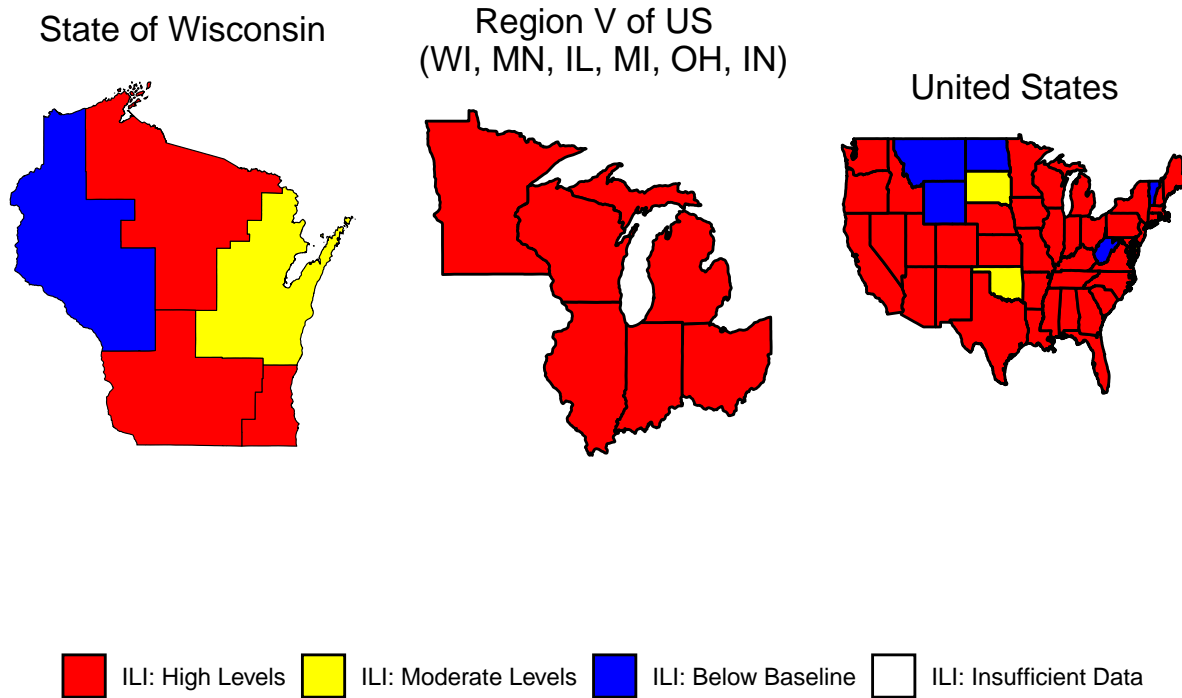 State of Wisconsin
Region V of US
(WI, MN, IL, MI, OH, IN)
United States
ILI: High Levels
ILI: Moderate Levels
ILI: Below Baseline
ILI: Insufficient Data